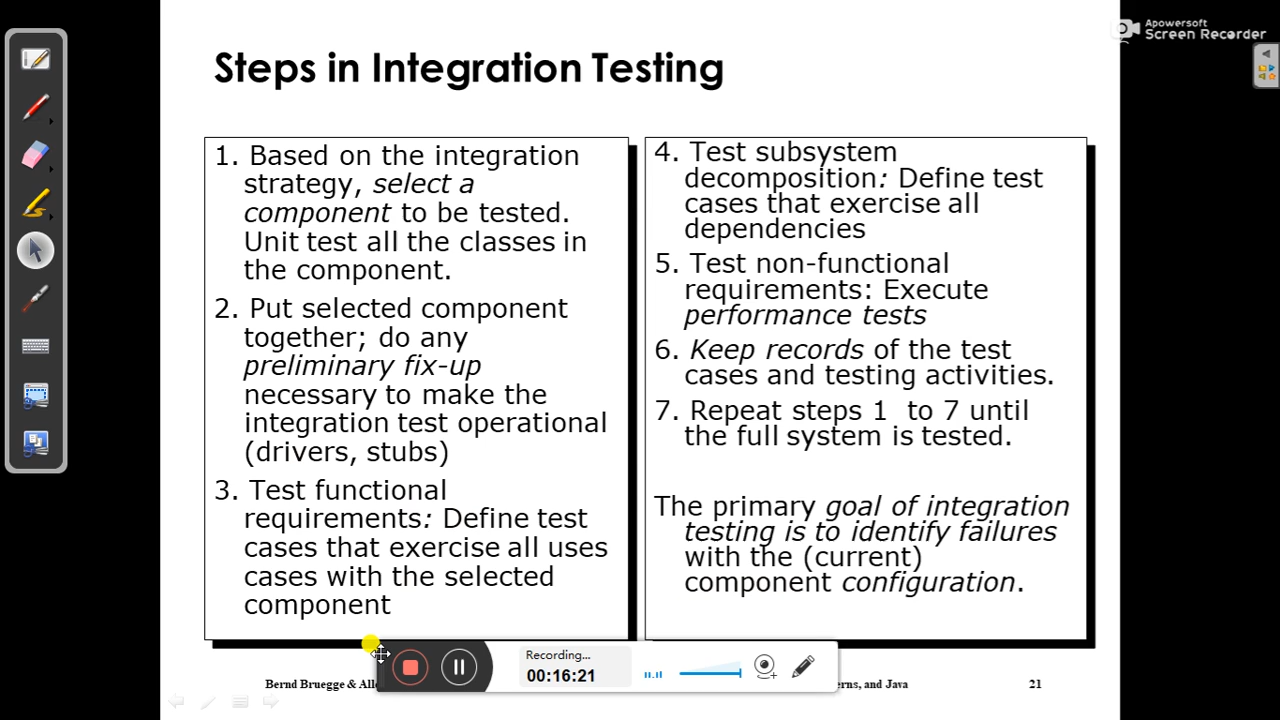 Apowersoft
Screen Recorder
Steps in Integration Testing
1. Based on the integration
strategy, select a
component to be tested.
Unit test all the classes in
the component.
2. Put selected component
together; do any
preliminary fix-up
necessary to make the
integration test operational
(drivers, stubs)
3. Test functional
requirements: Define test
cases that exercise all uses
cases with the selected
component
4. Test subsystem
decomposition: Define test
cases that exercise all
dependencies
5. Test non-functional
requirements: Execute
performance tests
6. Keep records of the test
cases and testing activities.
7. Repeat steps 1 to 7 until
the full system is tested.
The primary goal of integration
testing is to identify failures
with the (current)
component configuration.
Recording...
00:16:21
Bernd Bruegge & and Java
21